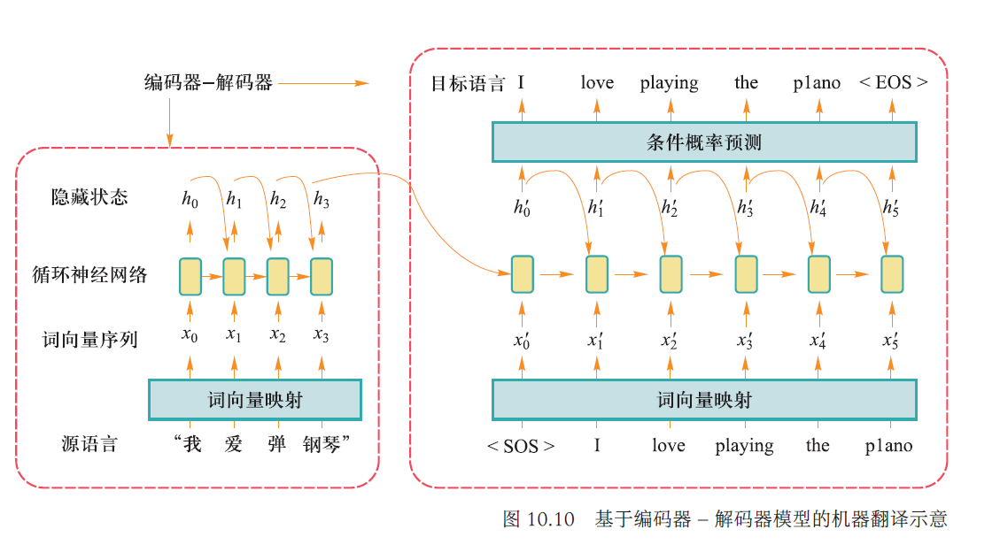 编码器–解码器
目标语言 I love playing the p1ano < EOS >
条件概率预测
隐藏状态 h0 h1 h2 h3
h′0 h′1 h′2 h′3 h′4 h′5
循环神经网络
词向量序列 x0 x1 x2 x3
x′0 x′1 x′2 x′3 x′4 x′5
词向量映射
词向量映射
源语言 “我 爱 弹 钢琴”
< SOS > I love playing the p1ano
图 10.10 基于编码器 – 解码器模型的机器翻译示意